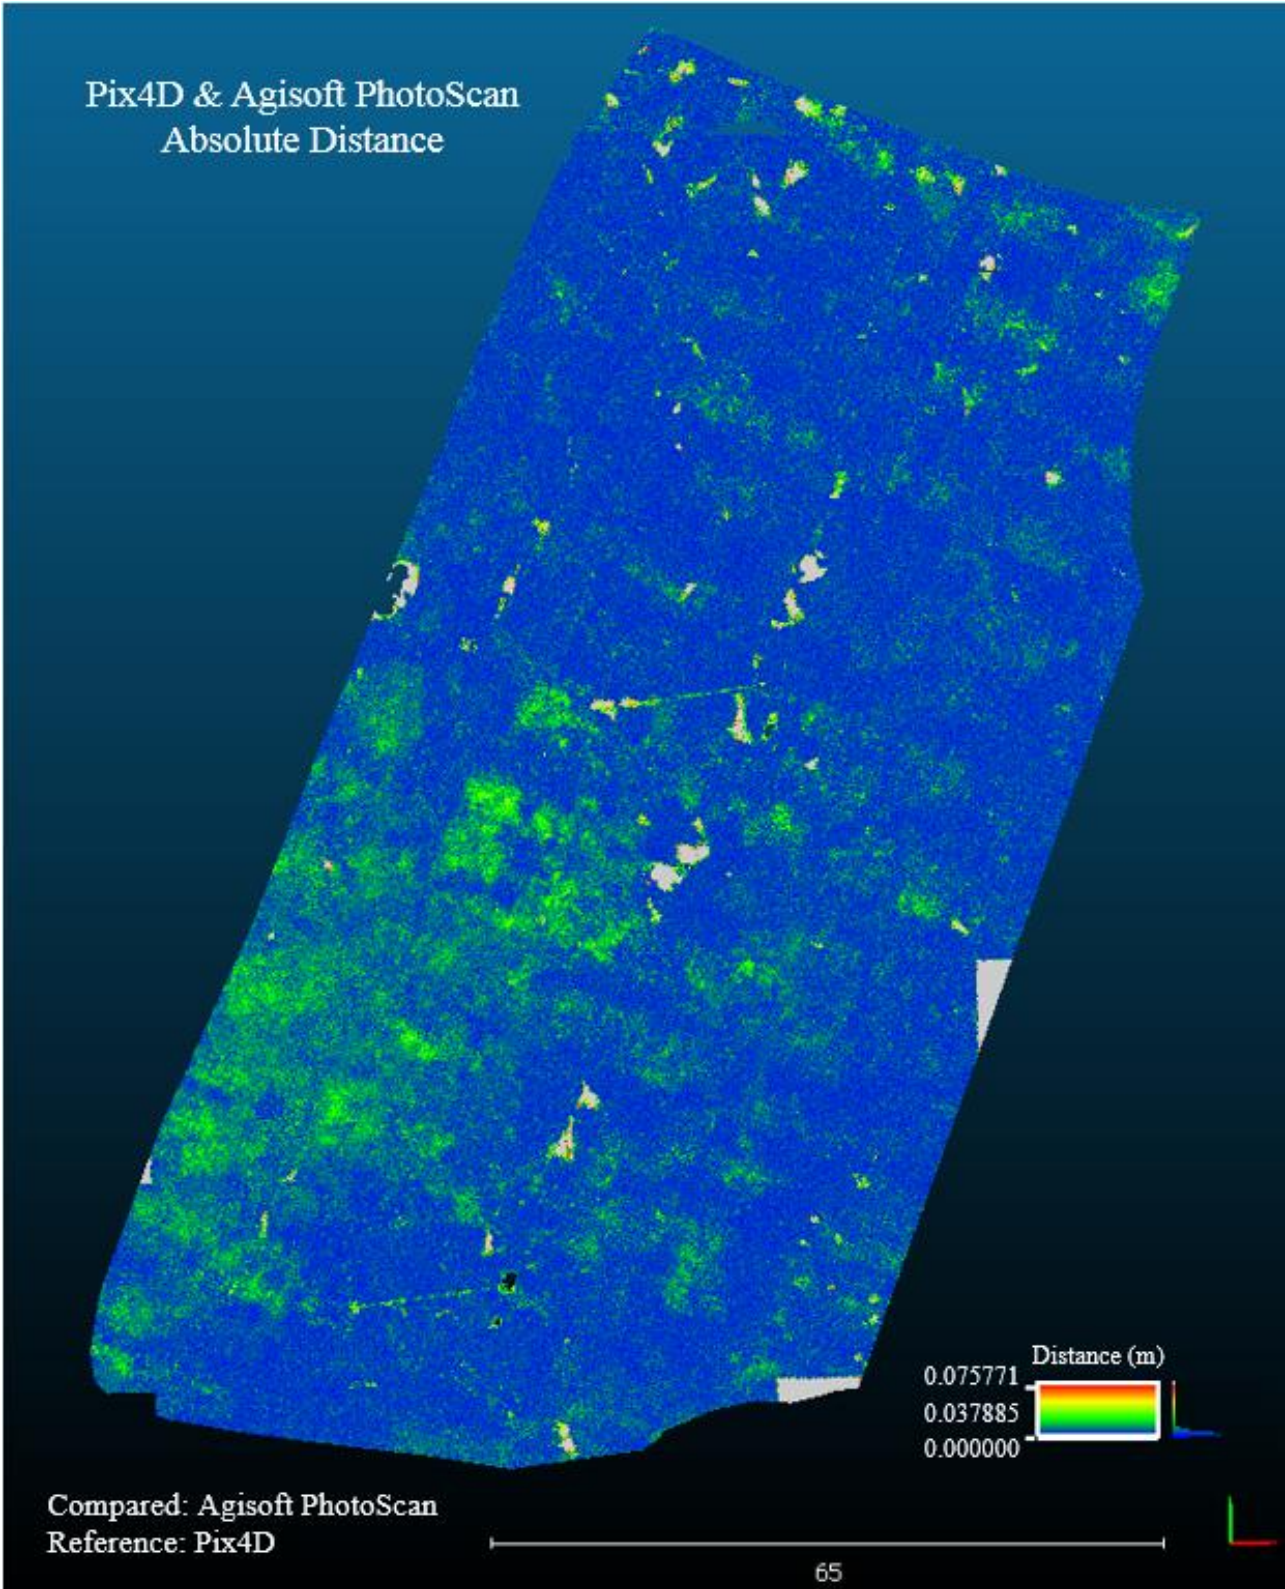 Pix4D & Agisoft PhotoScan
Absolute Distance
Distance (m)
0.075771
0.037885
0.000000
Compared: Agisoft PhotoScan
Reference: Pix4D
65